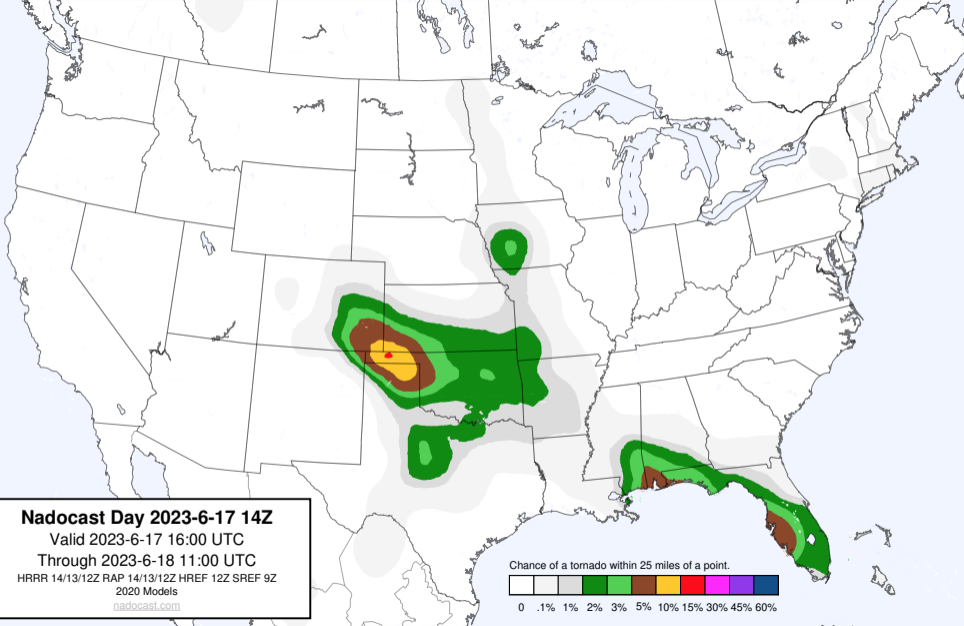 Nadocast Day 2023-6-17 14Z
Valid 2023-6-17 16:00 UTC
Through 2023-6-18 11:00 UTC
HRRR 14/13/12Z RAP 14/13/12Z HREF 12Z SREF 9Z
2020 Models
nadocast.com
Chance of a tornado within 25 miles of a point.
0 .1% 1% 2% 3% 5% 10% 15% 30% 45% 60%